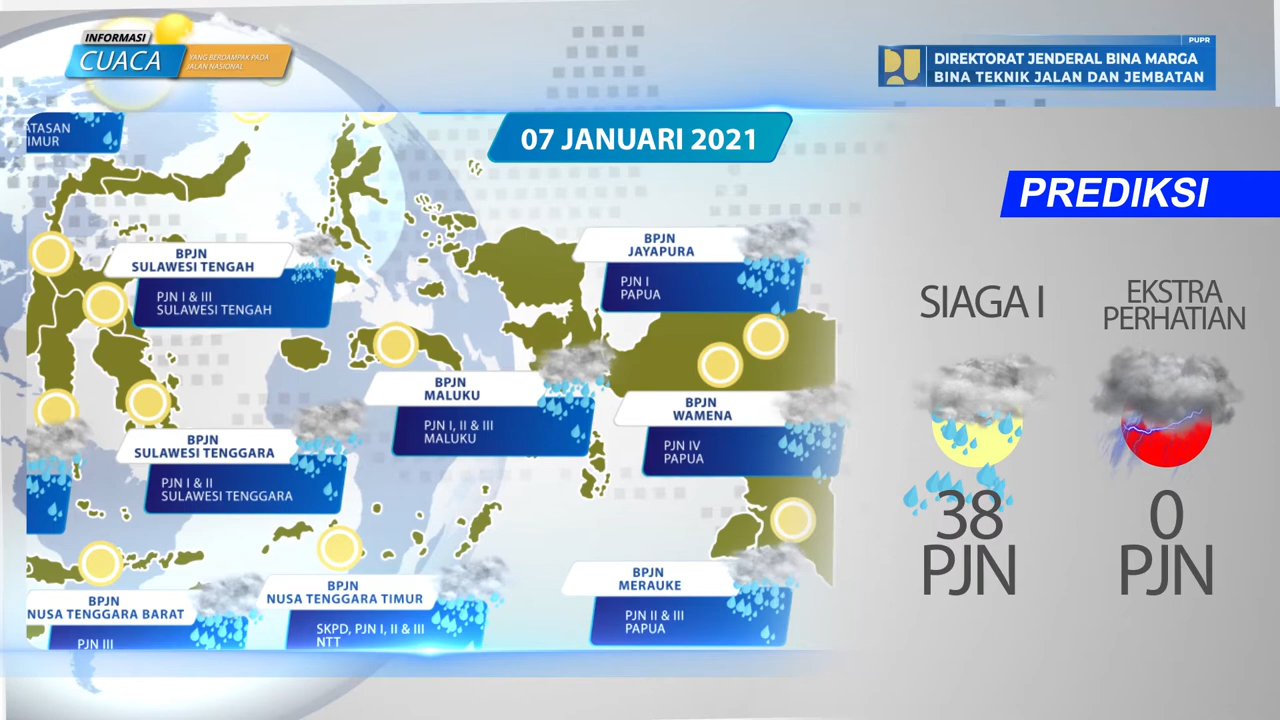 INFORMASI
CUACA
YANG BERDAMPAK PADA
JALAN NASIONAL
PUPR
DIREKTORAT JENDERAL BINA MARGA
BINA TEKNIK JALAN DAN JEMBATAN
07 JANUARI 2021
PREDIKSI
ATASAN
IMUR
BPJN
SULAWESI TENGAH
PJN I & III
SULAWESI TENGAH
BPJN
JAYAPURA
PJN I
PAPUA
BPJN
MALUKU
PJN I, II & III
MALUKU
BPJN
WAMENA
PJN IV
PAPUA
BPJN
SULAWESI TENGGARA
PJN I & II
SULAWESI TENGGARA
BPJN
NUSA TENGGARA BARAT
PJN III
BPJN
NUSA TENGGARA TIMUR
SKPD, PJN I, II & III
NTT
BPJN
MERAUKE
PJN II & III
PAPUA
SIAGA I
38
PJN
EKSTRA
PERHATIAN
0
PJN